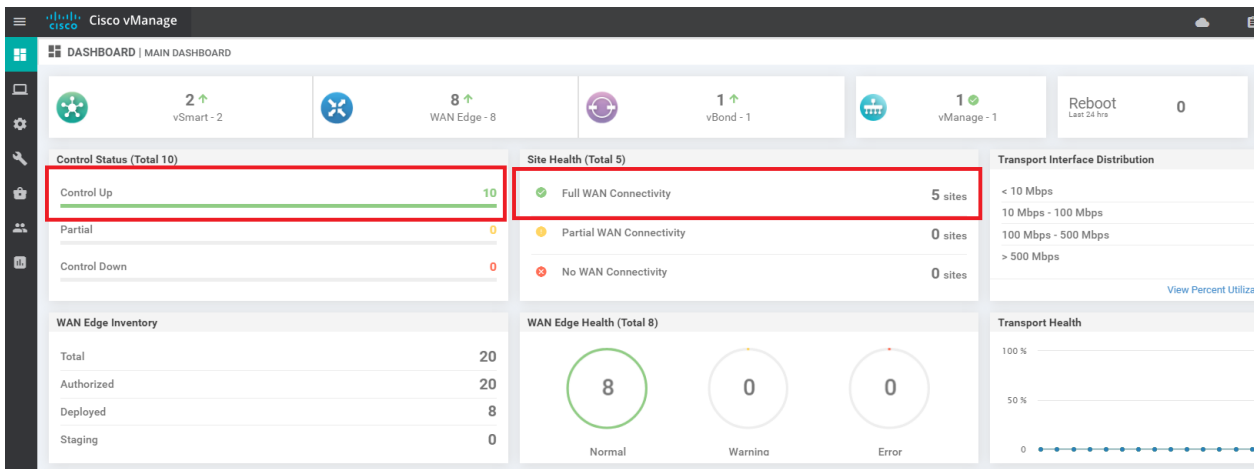 cisco Cisco vManage
DASHBOARD | MAIN DASHBOARD
2
vSmart - 2
8
WAN Edge - 8
1
vBond - 1
1
vManage - 1
Reboot
Last 24 hrs
0
Control Status (Total 10)
Control Up 10
Partial 0
Control Down 0
Site Health (Total 5)
Full WAN Connectivity 5 sites
Partial WAN Connectivity 0 sites
No WAN Connectivity 0 sites
Transport Interface Distribution
< 10 Mbps
10 Mbps - 100 Mbps
100 Mbps - 500 Mbps
> 500 Mbps
View Percent Utiliza
WAN Edge Inventory
Total 20
Authorized 20
Deployed 8
Staging 0
WAN Edge Health (Total 8)
8 0 0
Normal Warning Error
Transport Health
100 %
50 %
0